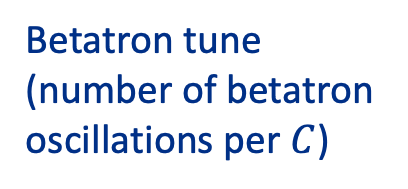 Betatron tune
(number of betatron
oscillations per C)